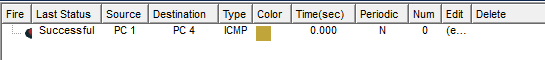 Fire Last Status Source Destination Type Color Time(sec) Periodic Num Edit Delete
Successful PC 1 PC 4 ICMP 0.000 N 0 (e...